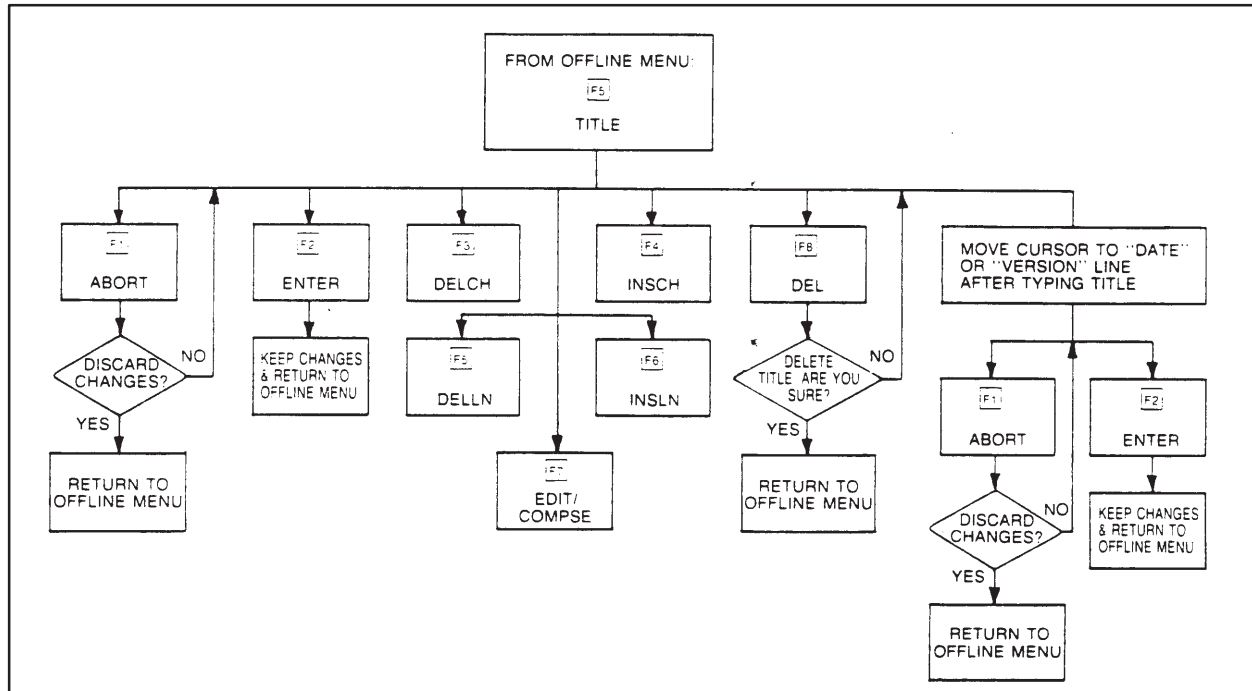 FROM OFFLINE MENU:
F5
TITLE
F1
ABORT
DISCARD
CHANGES?
NO
YES
RETURN TO
OFFLINE MENU
F2
ENTER
KEEP CHANGES
& RETURN TO
OFFLINE MENU
F3
DELCH
F5
DELLN
F7
EDIT/
COMPSE
F4
INSCH
F6
INSLN
F8
DEL
DELETE
TITLE ARE YOU
SURE?
NO
YES
RETURN TO
OFFLINE MENU
MOVE CURSOR TO "DATE"
OR "VERSION" LINE
AFTER TYPING TITLE
F1
ABORT
DISCARD
CHANGES?
NO
YES
RETURN TO
OFFLINE MENU
F2
ENTER
KEEP CHANGES
& RETURN TO
OFFLINE MENU